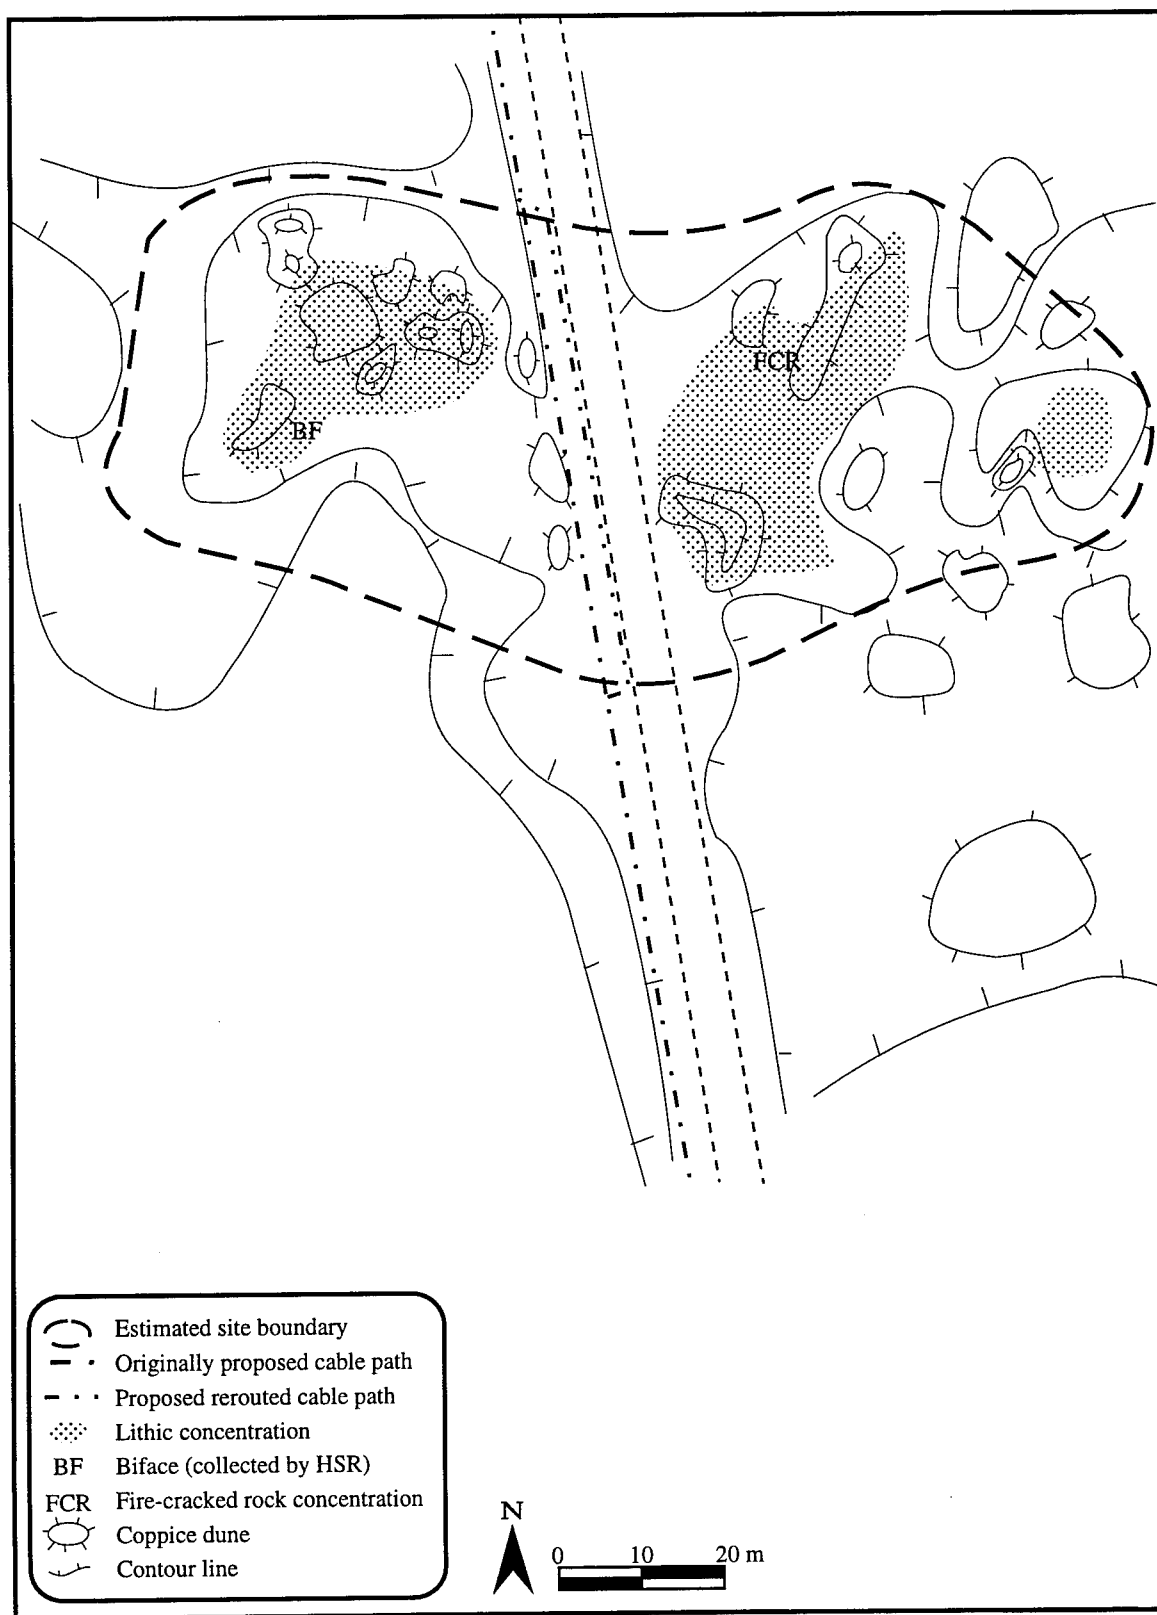 FCR
BF
Estimated site boundary
Originally proposed cable path
Proposed rerouted cable path
Lithic concentration
BF Biface (collected by HSR)
FCR Fire-cracked rock concentration
Coppice dune
Contour line
N
0 10 20 m